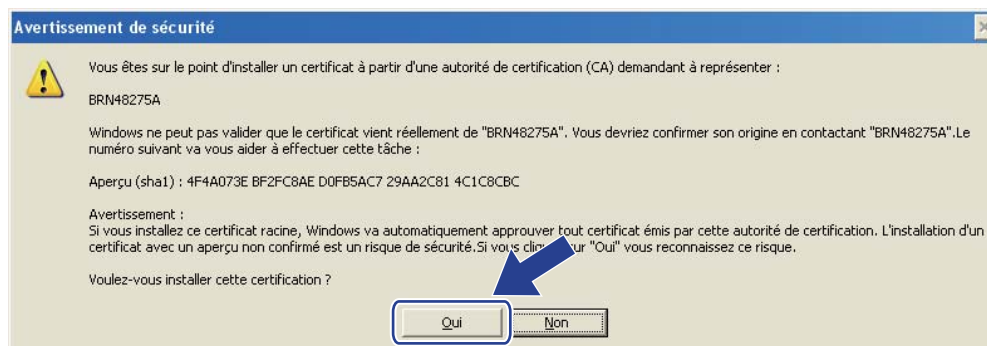 Avertissement de sécurité
Vous êtes sur le point d'installer un certificat à partir d'une autorité de certification (CA) demandant à représenter :
BRN48275A
Windows ne peut pas valider que le certificat vient réellement de "BRN48275A". Vous devriez confirmer son origine en contactant "BRN48275A".Le
numéro suivant va vous aider à effectuer cette tâche :
Aperçu (sha1) : 4F4A073E BF2FC8AE D0FB5AC7 29AA2C81 4C1C8CBC
Avertissement :
Si vous installez ce certificat racine, Windows va automatiquement approuver tout certificat émis par cette autorité de certification. L'installation d'un
certificat avec un aperçu non confirmé est un risque de sécurité.Si vous sur "Oui" vous reconnaissez ce risque.
Voulez-vous installer cette certification ?
Oui Non